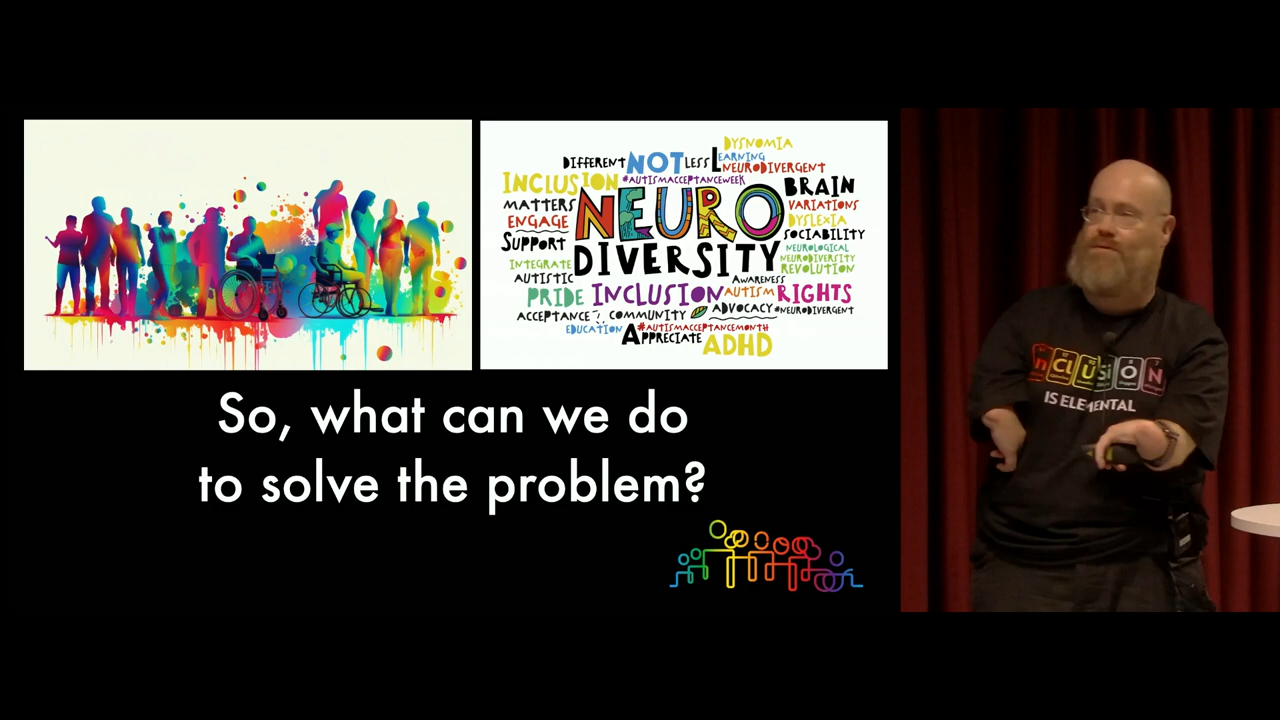 DYSNOMIA
DIFFERENT NOT LESS LEARNING
NEURODIVERGENT
INCLUSION #AUTISMACCEPTANCEWEEK
MATTERS NEURO BRAIN
VARIATIONS
ENGAGE DYSLEXIA
SUPPORT SOCIABILITY
DIVERSITY NEUROLOGICAL
INTEGRATE NEURODIVERSITY
AUTISTIC REVOLUTION
AWARENESS
PRIDE INCLUSION AUTISM RIGHTS
ACCEPTANCE COMMUNITY ADVOCACY #NEURODIVERGENT
EDUCATION #AUTISMACCEPTANCEMONTH
APPRECIATE ADHD
So, what can we do
to solve the problem?
nClUSiON
IS ELEMENTAL